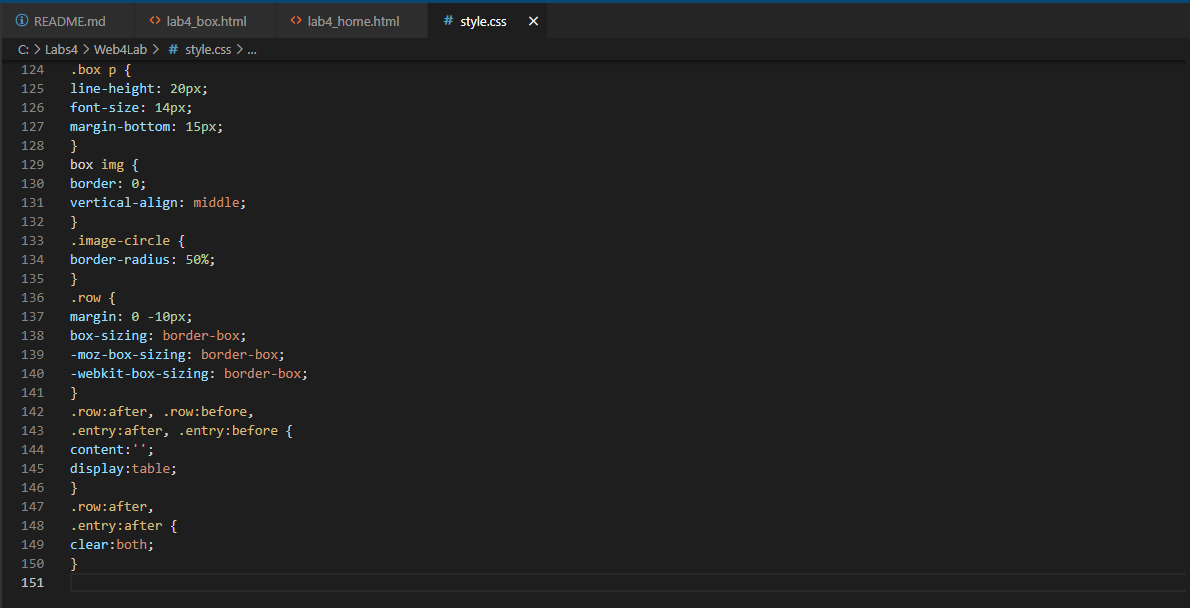 README.md lab4_box.html lab4_home.html # style.css
C: > Labs4 > Web4Lab > # style.css > ...
124 .box p {
125 line-height: 20px;
126 font-size: 14px;
127 margin-bottom: 15px;
128 }
129 box img {
130 border: 0;
131 vertical-align: middle;
132 }
133 .image-circle {
134 border-radius: 50%;
135 }
136 .row {
137 margin: 0 -10px;
138 box-sizing: border-box;
139 -moz-box-sizing: border-box;
140 -webkit-box-sizing: border-box;
141 }
142 .row:after, .row:before,
143 .entry:after, .entry:before {
144 content:'';
145 display:table;
146 }
147 .row:after,
148 .entry:after {
149 clear:both;
150 }
151